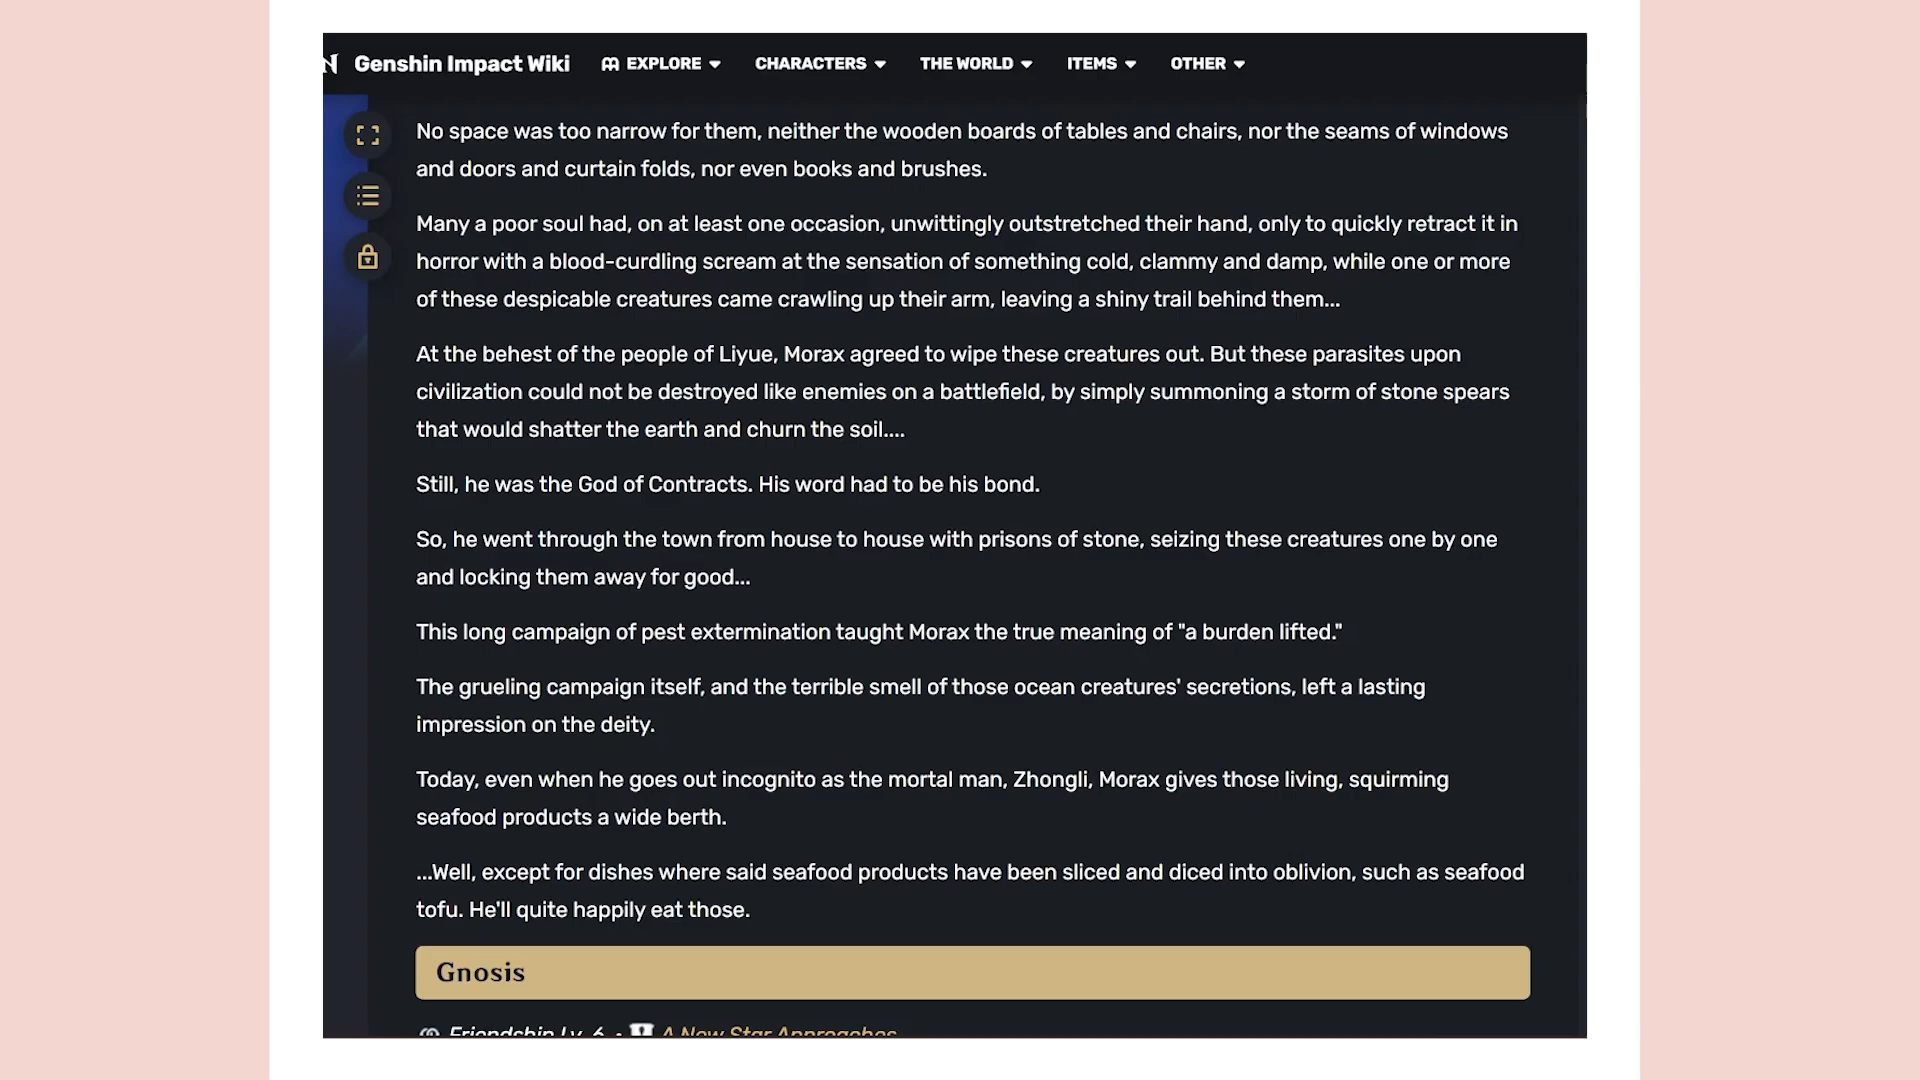 Genshin Impact Wiki EXPLORE CHARACTERS THE WORLD ITEMS OTHER
No space was too narrow for them, neither the wooden boards of tables and chairs, nor the seams of windows
and doors and curtain folds, nor even books and brushes.
Many a poor soul had, on at least one occasion, unwittingly outstretched their hand, only to quickly retract it in
horror with a blood-curdling scream at the sensation of something cold, clammy and damp, while one or more
of these despicable creatures came crawling up their arm, leaving a shiny trail behind them...
At the behest of the people of Liyue, Morax agreed to wipe these creatures out. But these parasites upon
civilization could not be destroyed like enemies on a battlefield, by simply summoning a storm of stone spears
that would shatter the earth and churn the soil....
Still, he was the God of Contracts. His word had to be his bond.
So, he went through the town from house to house with prisons of stone, seizing these creatures one by one
and locking them away for good...
This long campaign of pest extermination taught Morax the true meaning of "a burden lifted."
The grueling campaign itself, and the terrible smell of those ocean creatures' secretions, left a lasting
impression on the deity.
Today, even when he goes out incognito as the mortal man, Zhongli, Morax gives those living, squirming
seafood products a wide berth.
...Well, except for dishes where said seafood products have been sliced and diced into oblivion, such as seafood
tofu. He'll quite happily eat those.
Gnosis
Friendship Lv. 6 • A New Star Approaches